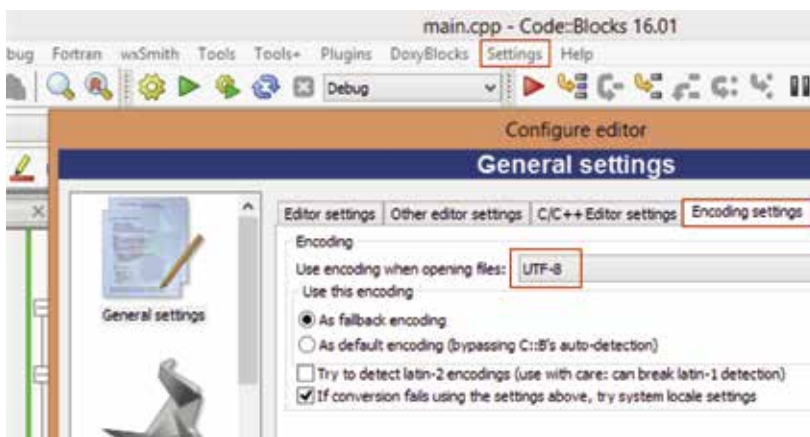 main.cpp - Code::Blocks 16.01
bug Fortran wxSmith Tools Tools+ Plugins DoxyBlocks Settings Help
Debug
Configure editor
General settings
Editor settings Other editor settings C/C++ Editor settings Encoding settings
Encoding
Use encoding when opening files: UTF-8
Use this encoding
General settings
As fallback encoding
As default encoding (bypassing C::B's auto-detection)
Try to detect latin-2 encodings (use with care: can break latin-1 detection)
If conversion fails using the settings above, try system locale settings